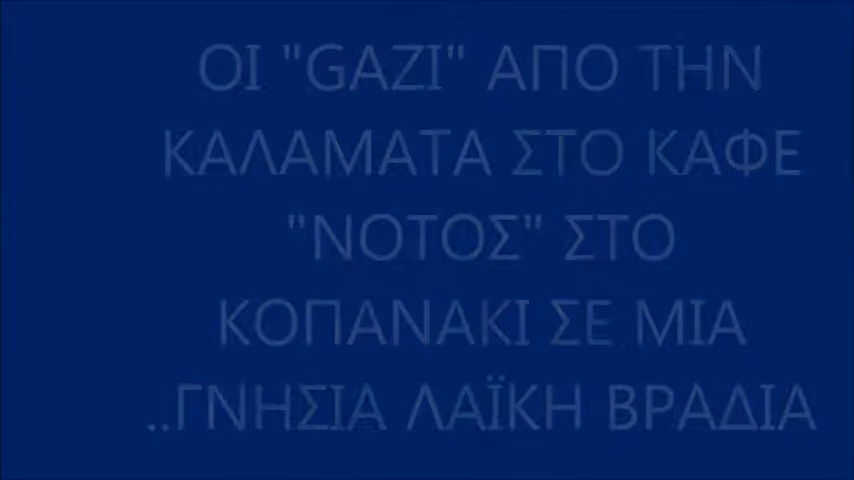 ΟΙ "GAZI" ΑΠΟ ΤΗΝ
ΚΑΛΑΜΑΤΑ ΣΤΟ ΚΑΦΕ
"ΝΟΤΟΣ" ΣΤΟ
ΚΟΠΑΝΑΚΙ ΣΕ ΜΙΑ
..ΓΝΗΣΙΑ ΛΑΪΚΗ ΒΡΑΔΙΑ